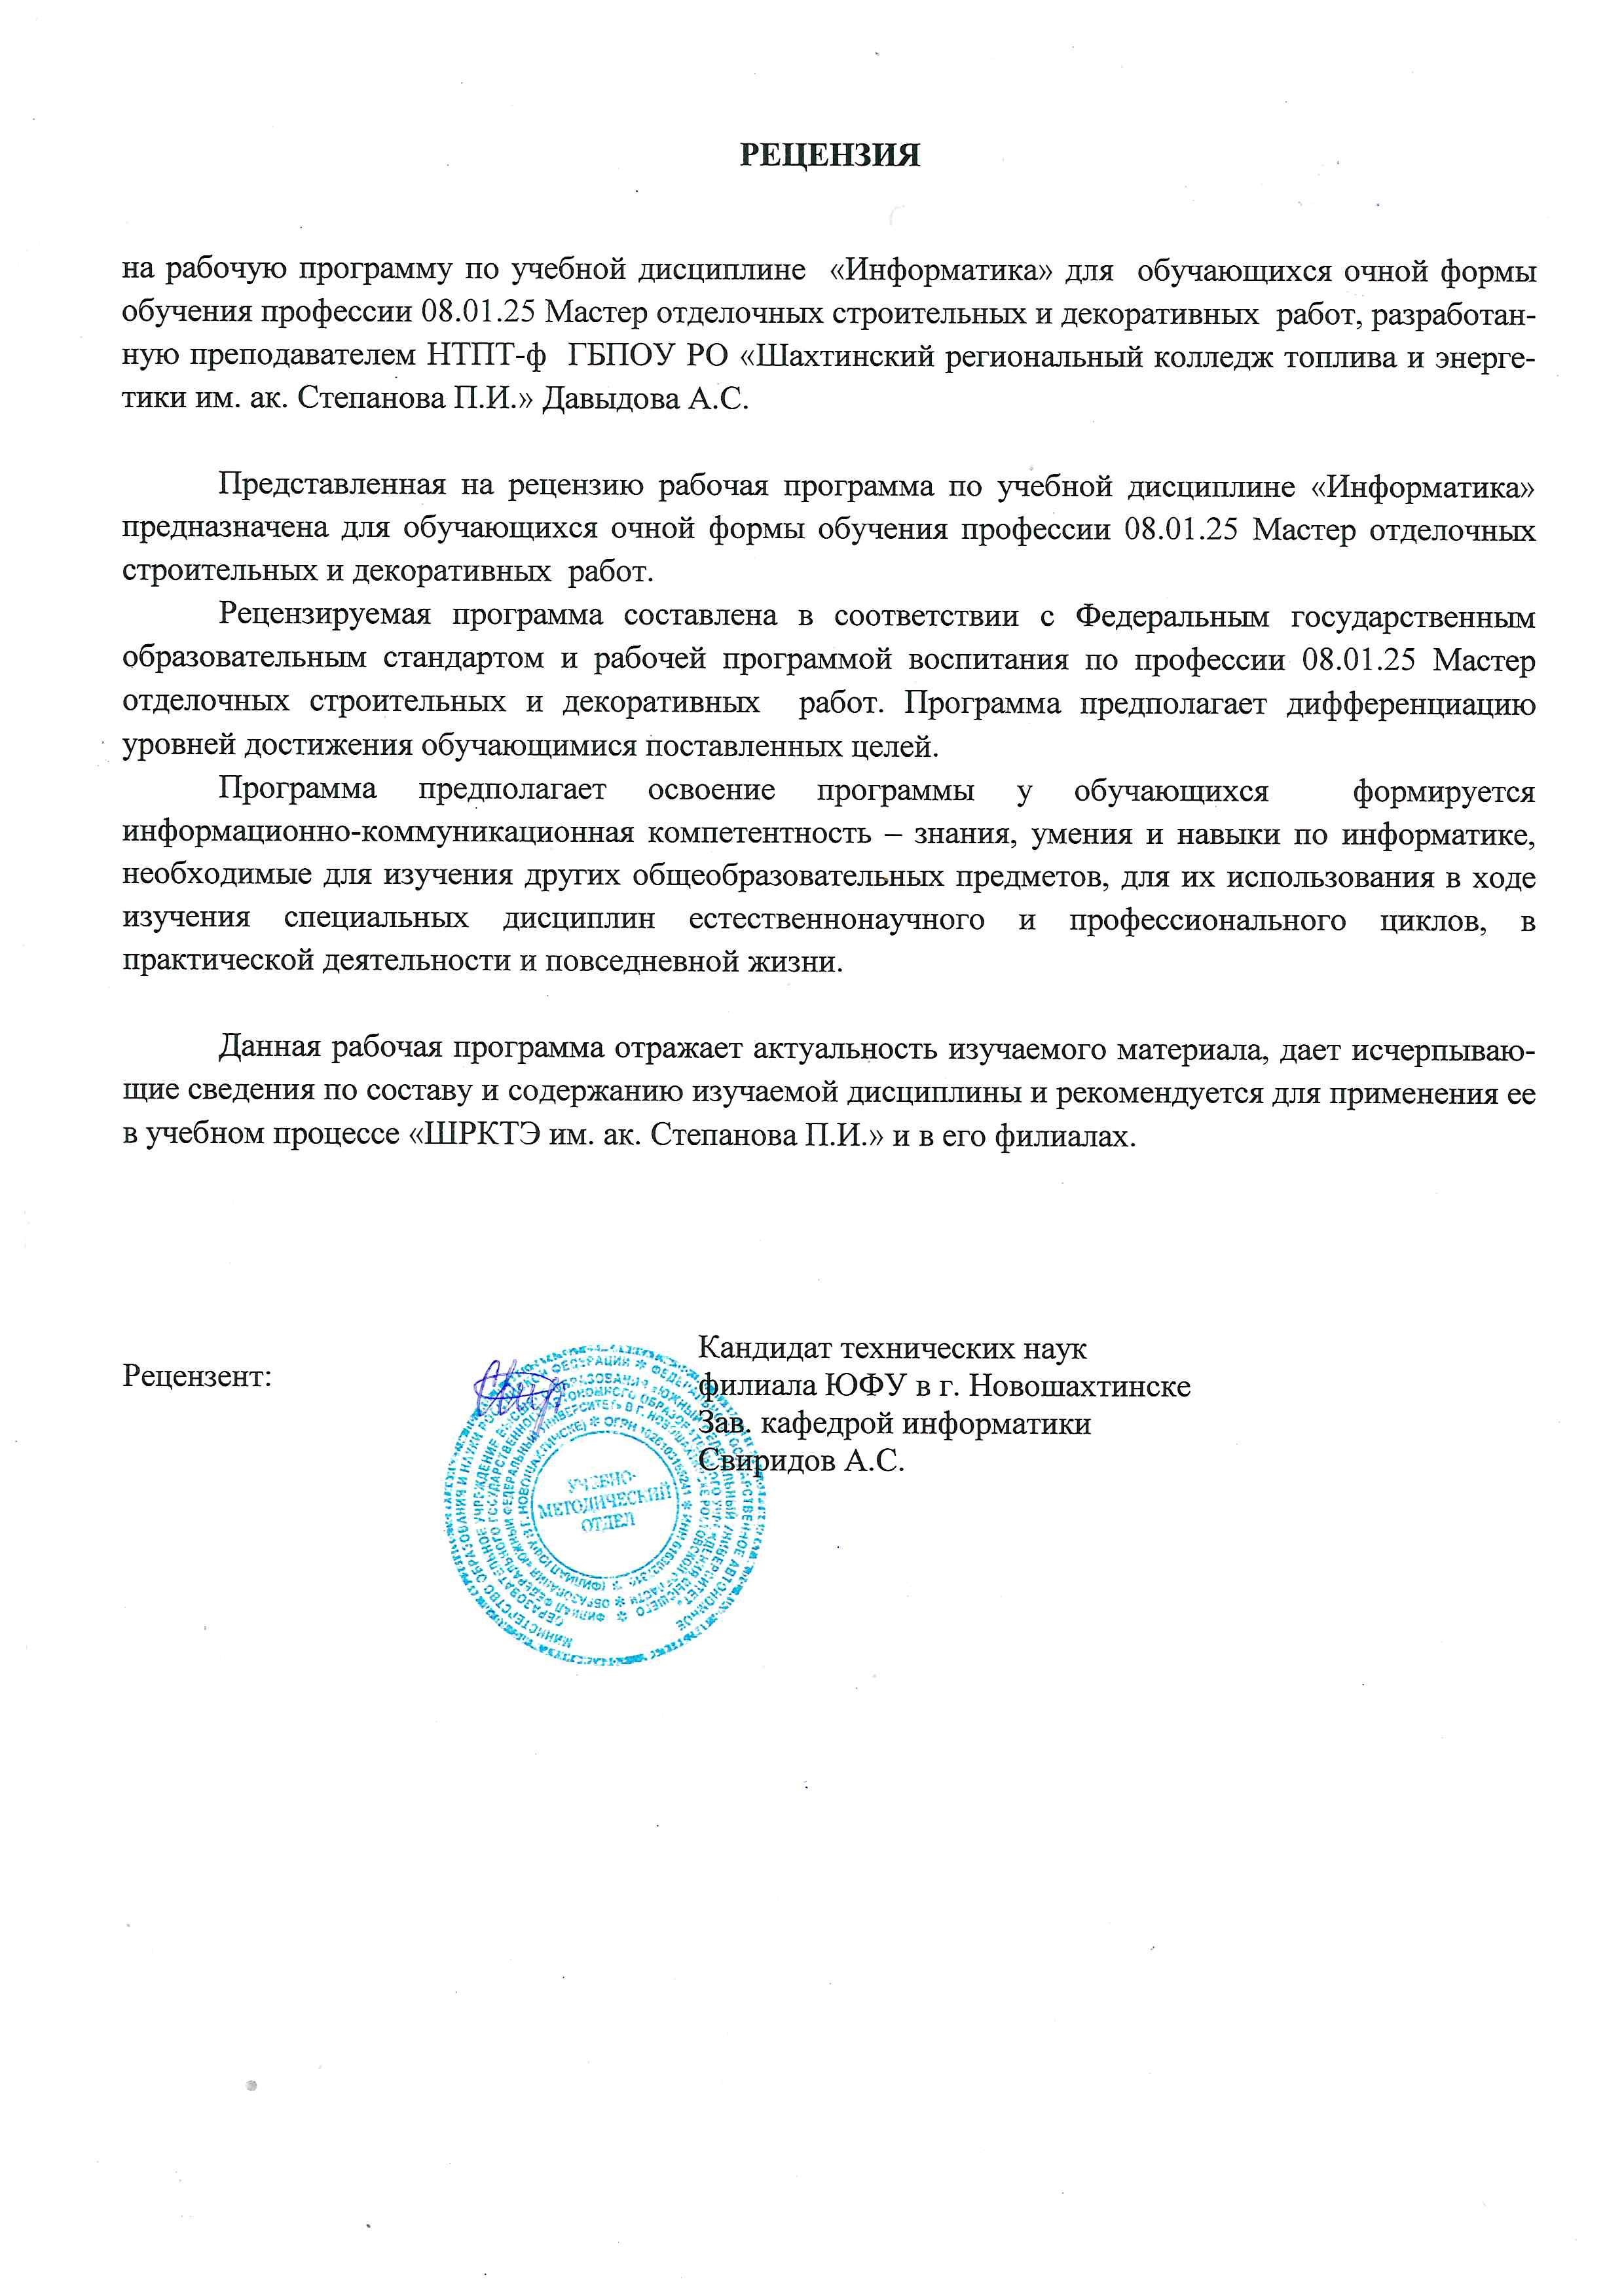 РЕЦЕНЗИЯ
на рабочую программу по учебной дисциплине «Информатика» для обучающихся очной формы
обучения профессии 08.01.25 Мастер отделочных строительных и декоративных работ, разработан-
ную преподавателем НТПТ-ф ГБПОУ РО «Шахтинский региональный колледж топлива и энерге-
тики им. ак. Степанова П.И.» Давыдова А.С.
Представленная на рецензию рабочая программа по учебной дисциплине «Информатика»
предназначена для обучающихся очной формы обучения профессии 08.01.25 Мастер отделочных
строительных и декоративных работ.
Рецензируемая программа составлена в соответствии с Федеральным государственным
образовательным стандартом и рабочей программой воспитания по профессии 08.01.25 Мастер
отделочных строительных и декоративных работ. Программа предполагает дифференциацию
уровней достижения обучающимися поставленных целей.
Программа предполагает освоение программы у обучающихся формируется
информационно-коммуникационная компетентность – знания, умения и навыки по информатике,
необходимые для изучения других общеобразовательных предметов, для их использования в ходе
изучения специальных дисциплин естественнонаучного и профессионального циклов, в
практической деятельности и повседневной жизни.
Данная рабочая программа отражает актуальность изучаемого материала, дает исчерпываю-
щие сведения по составу и содержанию изучаемой дисциплины и рекомендуется для применения ее
в учебном процессе «ШРКТЭ им. ак. Степанова П.И.» и в его филиалах.
Рецензент:
Кандидат технических наук
филиала ЮФУ в г. Новошахтинске
Зав. кафедрой информатики
Свиридов А.С.
УЧЕБНО-
МЕТОДИЧЕСКИЙ
ОТДЕЛ